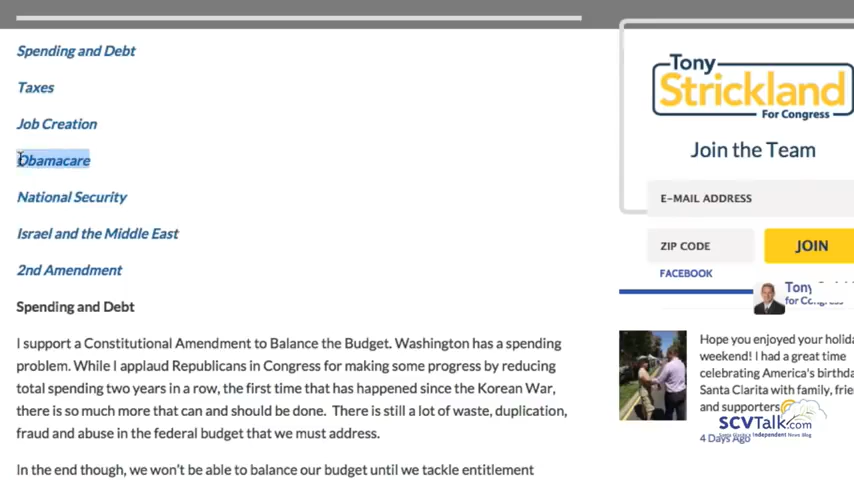 Spending and Debt
Taxes
Job Creation
Obamacare
National Security
Israel and the Middle East
2nd Amendment
Spending and Debt
I support a Constitutional Amendment to Balance the Budget. Washington has a spending
problem. While I applaud Republicans in Congress for making some progress by reducing
total spending two years in a row, the first time that has happened since the Korean War,
there is so much more that can and should be done. There is still a lot of waste, duplication,
fraud and abuse in the federal budget that we must address.
In the end though, we won't be able to balance our budget until we tackle entitlement
Tony
Strickland
For Congress
Join the Team
E-MAIL ADDRESS
ZIP CODE
JOIN
FACEBOOK
Tony
for Congress
Hope you enjoyed your holida
weekend! I had a great time
celebrating America's birthda
Santa Clarita with family, frie
and supporters
4 Days Ago
SCVTalk.com
Santa Clarita's Independent News Blog